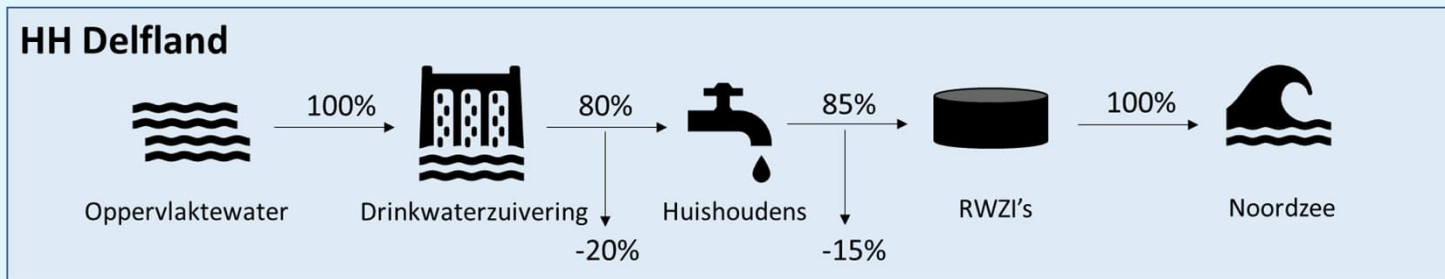 HH Delfland
100%
80%
85%
100%
Oppervlaktewater
Drinkwaterzuivering
Huishoudens
RWZI's
Noordzee
-20%
-15%